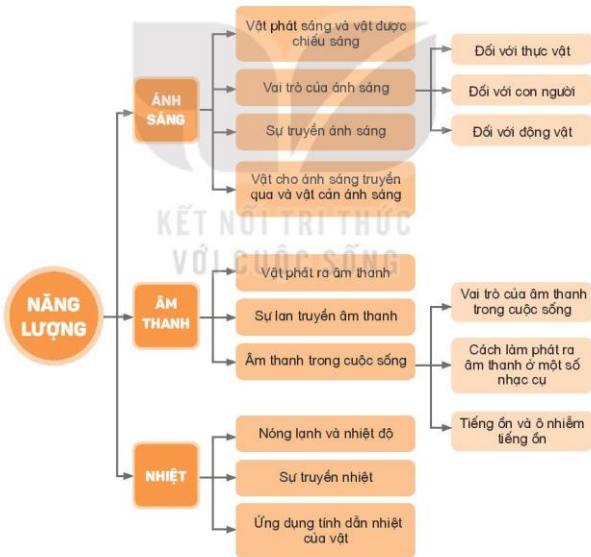 Vật phát sáng và vật được
chiếu sáng
ÁNH
SÁNG
Vai trò của ánh sáng
Đối với thực vật
Đối với con người
Đối với động vật
Sự truyền ánh sáng
Vật cho ánh sáng truyền
qua và vật cản ánh sáng
KẾT NỐI TRI THỨC
VỚI CUỘC SỐNG
NĂNG
LƯỢNG
ÂM
THANH
Vật phát ra âm thanh
Sự lan truyền âm thanh
Âm thanh trong cuộc sống
Vai trò của âm thanh
trong cuộc sống
Cách làm phát ra
âm thanh ở một số
nhạc cụ
Tiếng ồn và ô nhiễm
tiếng ồn
NHIỆT
Nóng lạnh và nhiệt độ
Sự truyền nhiệt
Ứng dụng tính dẫn nhiệt
của vật